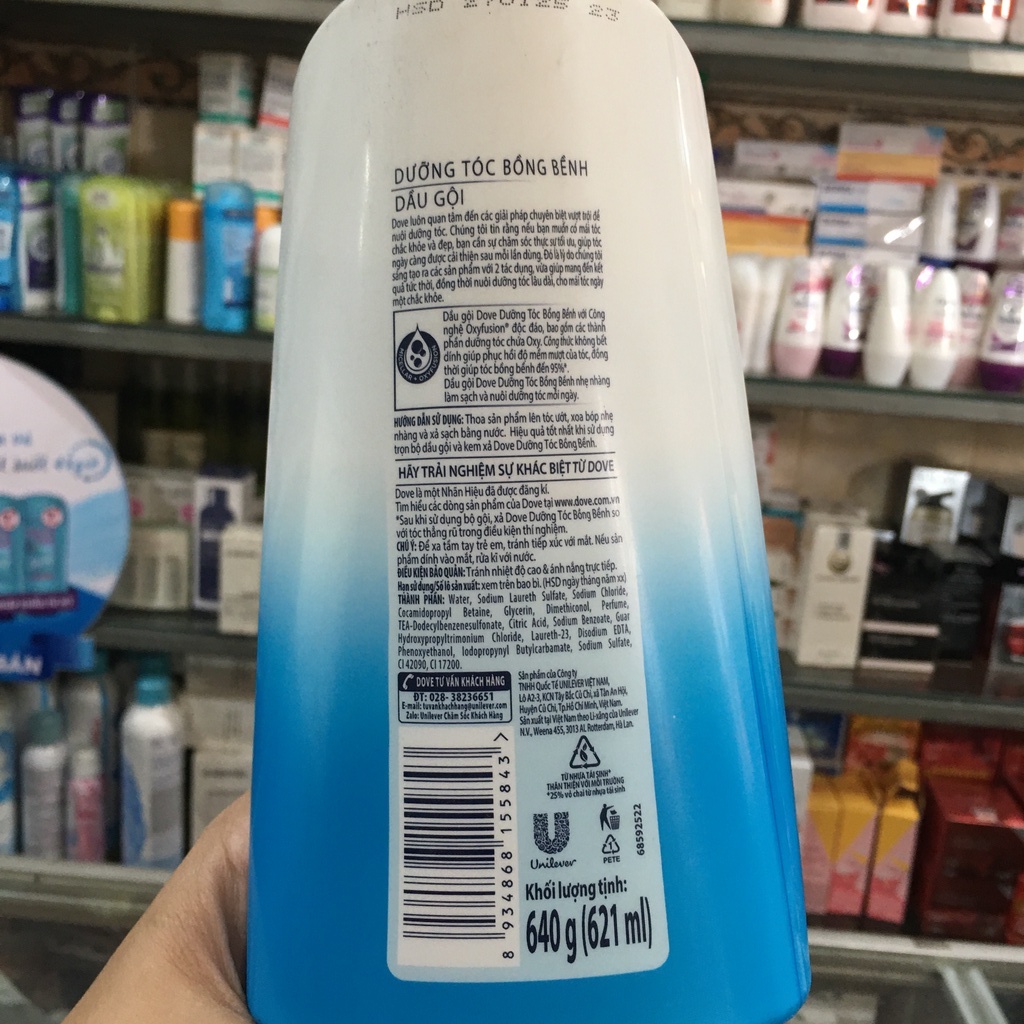 HSD 270125 23
DƯỠNG TÓC BỒNG BỀNH
DẦU GỘI
Dove luôn quan tâm đến các giải pháp chuyên biệt vượt trội để
nuôi dưỡng tóc. Chúng tôi tin rằng nếu bạn muốn có mái tóc
chắc khỏe và đẹp, bạn cần sự chăm sóc thực sự tối ưu, giúp tóc
ngày càng được cải thiện sau mỗi lần dùng. Đó là lý do chúng tôi
sáng tạo ra các sản phẩm với 2 tác dụng, vừa giúp mang đến kết
quả tức thời, đồng thời nuôi dưỡng tóc lâu dài, cho mái tóc ngày
một chắc khỏe.
Dầu gội Dove Dưỡng Tóc Bồng Bềnh với Công
nghệ Oxyfusion® độc đáo, bao gồm các thành
phần dưỡng tóc chứa Oxy. Công thức không bết
dính giúp phục hồi độ mềm mượt của tóc, đồng
thời giúp tóc bồng bềnh đến 95%*.
Dầu gội Dove Dưỡng Tóc Bồng Bềnh nhẹ nhàng
làm sạch và nuôi dưỡng tóc mỗi ngày.
MICELLAR + OXYFUSION
HƯỚNG DẪN SỬ DỤNG: Thoa sản phẩm lên tóc ướt, xoa bóp nhẹ
nhàng và xả sạch bằng nước. Hiệu quả tốt nhất khi sử dụng
trọn bộ dầu gội và kem xả Dove Dưỡng Tóc Bồng Bềnh.
HÃY TRẢI NGHIỆM SỰ KHÁC BIỆT TỪ DOVE
Dove là một Nhãn Hiệu đã được đăng kí.
Tìm hiểu các dòng sản phẩm của Dove tại www.dove.com.vn
*Sau khi sử dụng bộ gội, xả Dove Dưỡng Tóc Bồng Bềnh so
với tóc thẳng rũ trong điều kiện thí nghiệm.
CHÚ Ý: Để xa tầm tay trẻ em, tránh tiếp xúc với mắt. Nếu sản
phẩm dính vào mắt, rửa kĩ với nước.
ĐIỀU KIỆN BẢO QUẢN: Tránh nhiệt độ cao & ánh nắng trực tiếp.
Hạn sử dụng/Số lô sản xuất: xem trên bao bì. (HSD ngày tháng năm xx)
THÀNH PHẦN: Water, Sodium Laureth Sulfate, Sodium Chloride,
Cocamidopropyl Betaine, Glycerin, Dimethiconol, Perfume,
TEA-Dodecylbenzenesulfonate, Citric Acid, Sodium Benzoate, Guar
Hydroxypropyltrimonium Chloride, Laureth-23, Disodium EDTA,
Phenoxyethanol, Iodopropynyl Butylcarbamate, Sodium Sulfate,
CI 42090, CI 17200.
DOVE TƯ VẤN KHÁCH HÀNG
ĐT: 028- 38236651
E-mail: tuvankhachhang@unilever.com
Zalo: Unilever Chăm Sóc Khách Hàng
Sản phẩm của Công ty
TNHH Quốc Tế UNILEVER VIỆT NAM,
Lô A2-3, KCN Tây Bắc Củ Chi, xã Tân An Hội,
Huyện Củ Chi, Tp.Hồ Chí Minh, Việt Nam.
Sản xuất tại Việt Nam theo Li-xăng của Unilever
N.V., Weena 455, 3013 AL Rotterdam, Hà Lan.
TỪ NHỰA TÁI SINH*
THÂN THIỆN VỚI MÔI TRƯỜNG
*25% vỏ chai từ nhựa tái sinh
8 934868 155843 >
Unilever
1
PETE
68592522
Khối lượng tịnh:
640 g (621 ml)